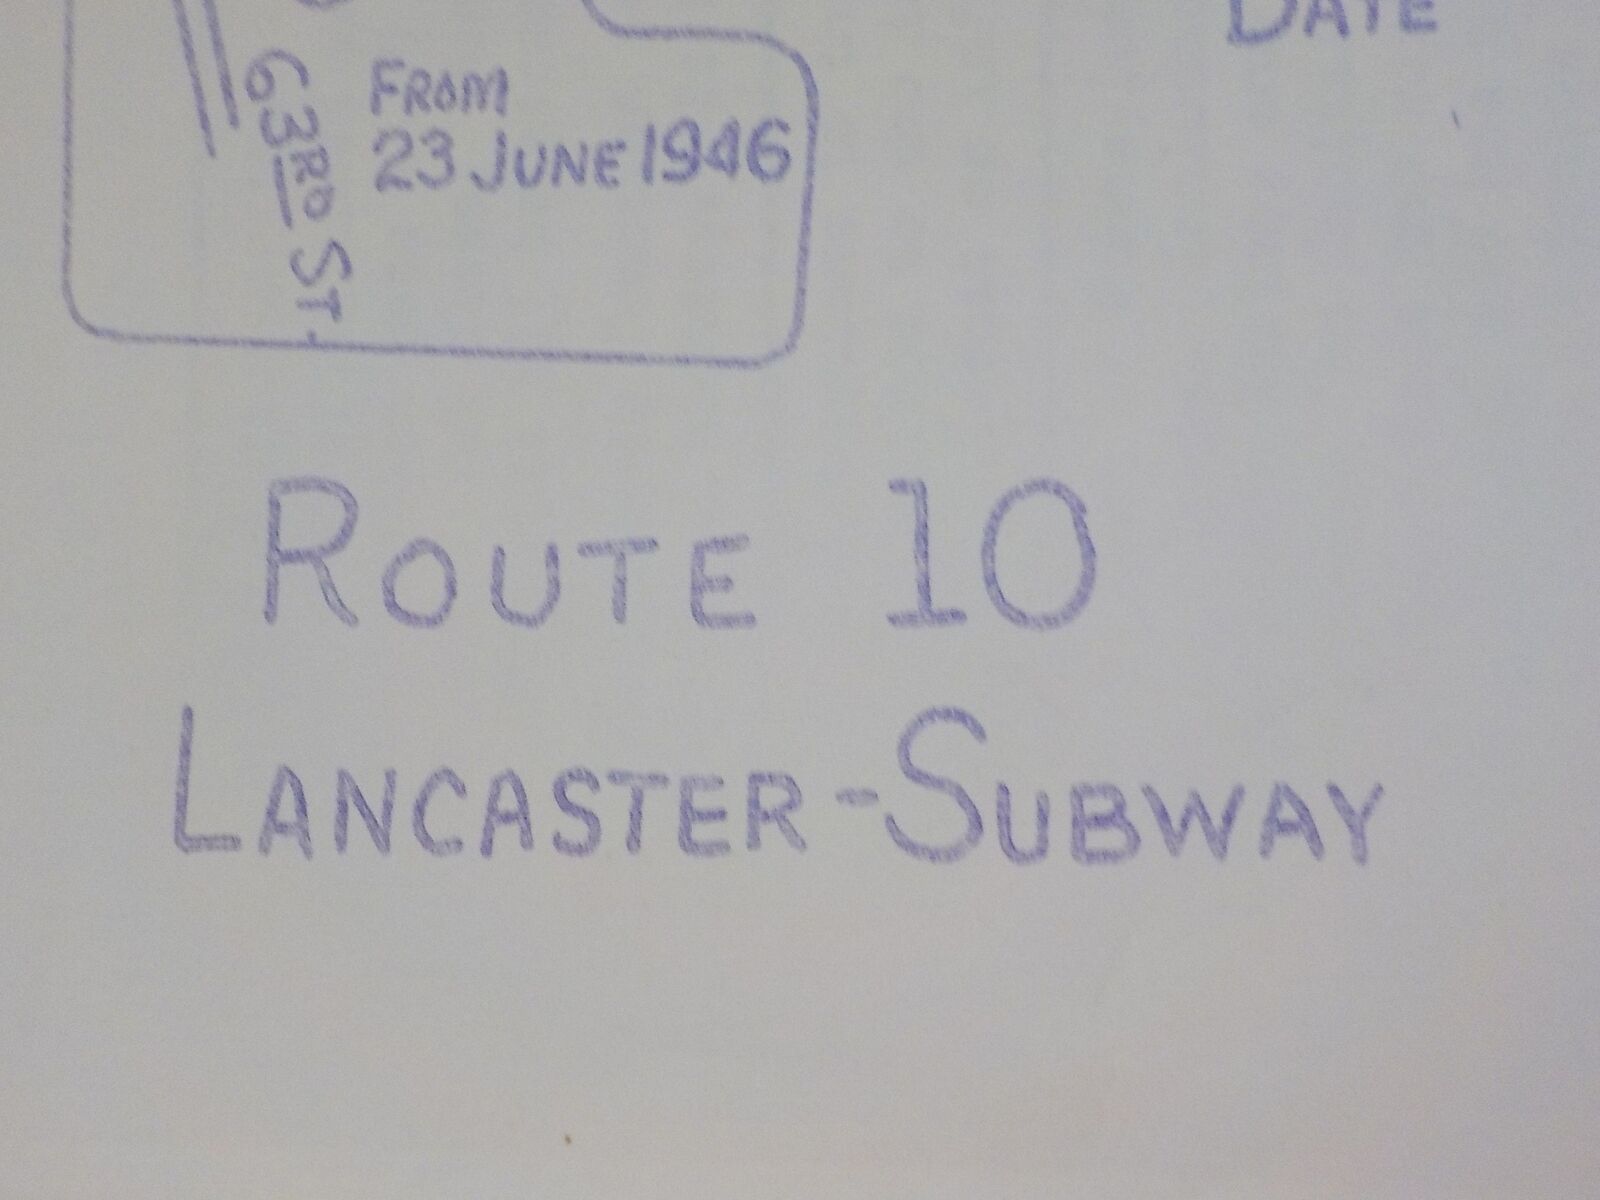 DATE
63RD ST.
FROM
23 JUNE 1946
ROUTE 10
LANCASTER-SUBWAY